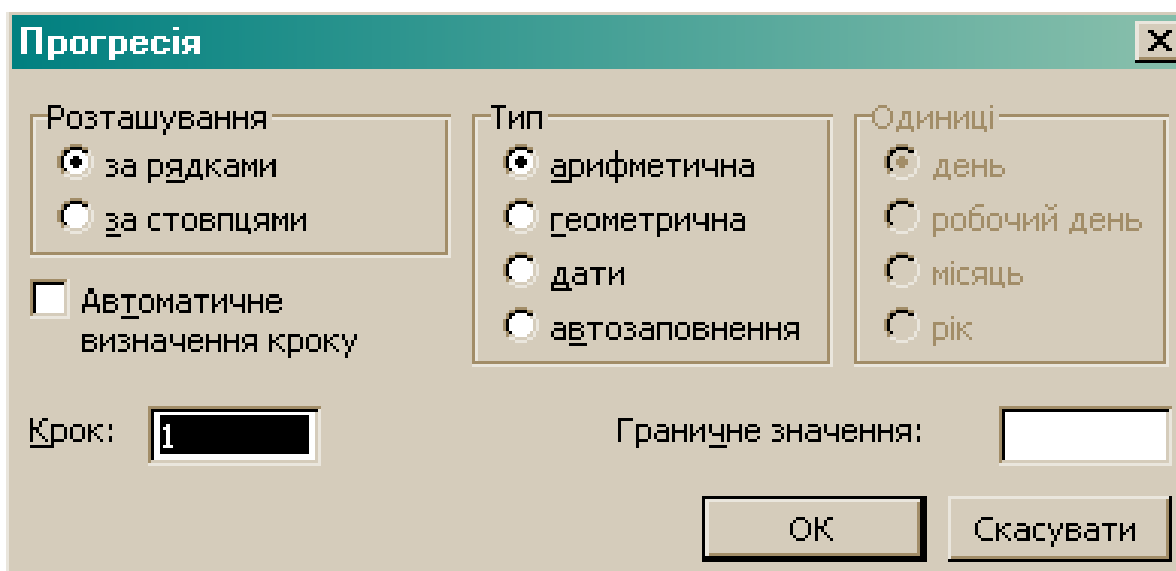 Прогресія
Розташування
за рядками
за стовпцями
Автоматичне
визначення кроку
Тип
арифметична
геометрична
дати
автозаповнення
Одиниці
день
робочий день
місяць
рік
Крок: 1
Граничне значення:
ОК
Скасувати